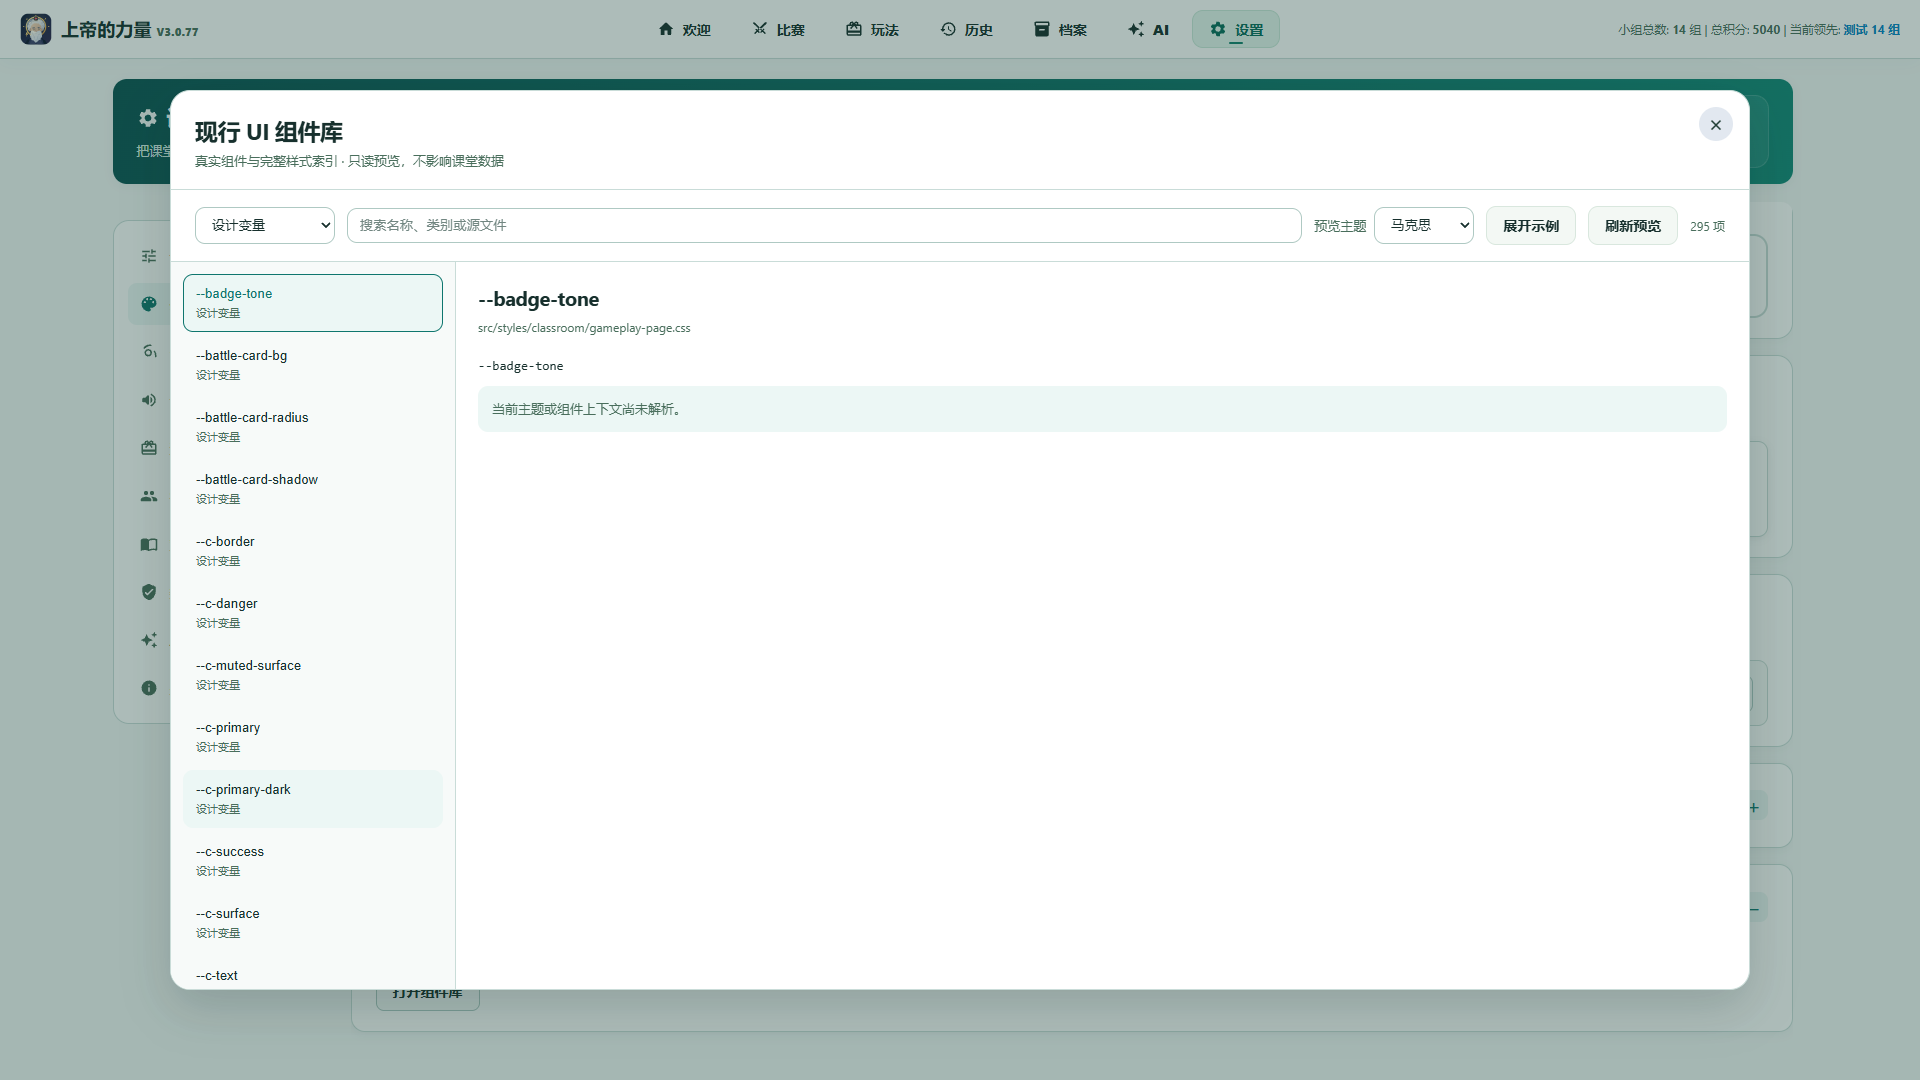 上帝的力量 V3.0.77
欢迎
比赛
玩法
历史
档案
AI
设置
小组总数: 14 组 | 总积分: 5040 | 当前领先: 测试 14 组
把课堂
现行 UI 组件库
真实组件与完整样式索引 · 只读预览，不影响课堂数据
设计变量
搜索名称、类别或源文件
预览主题
马克思
展开示例
刷新预览
295 项
--badge-tone
设计变量
--battle-card-bg
设计变量
--battle-card-radius
设计变量
--battle-card-shadow
设计变量
--c-border
设计变量
--c-danger
设计变量
--c-muted-surface
设计变量
--c-primary
设计变量
--c-primary-dark
设计变量
--c-success
设计变量
--c-surface
设计变量
--c-text
--badge-tone
src/styles/classroom/gameplay-page.css
--badge-tone
当前主题或组件上下文尚未解析。
打开组件库